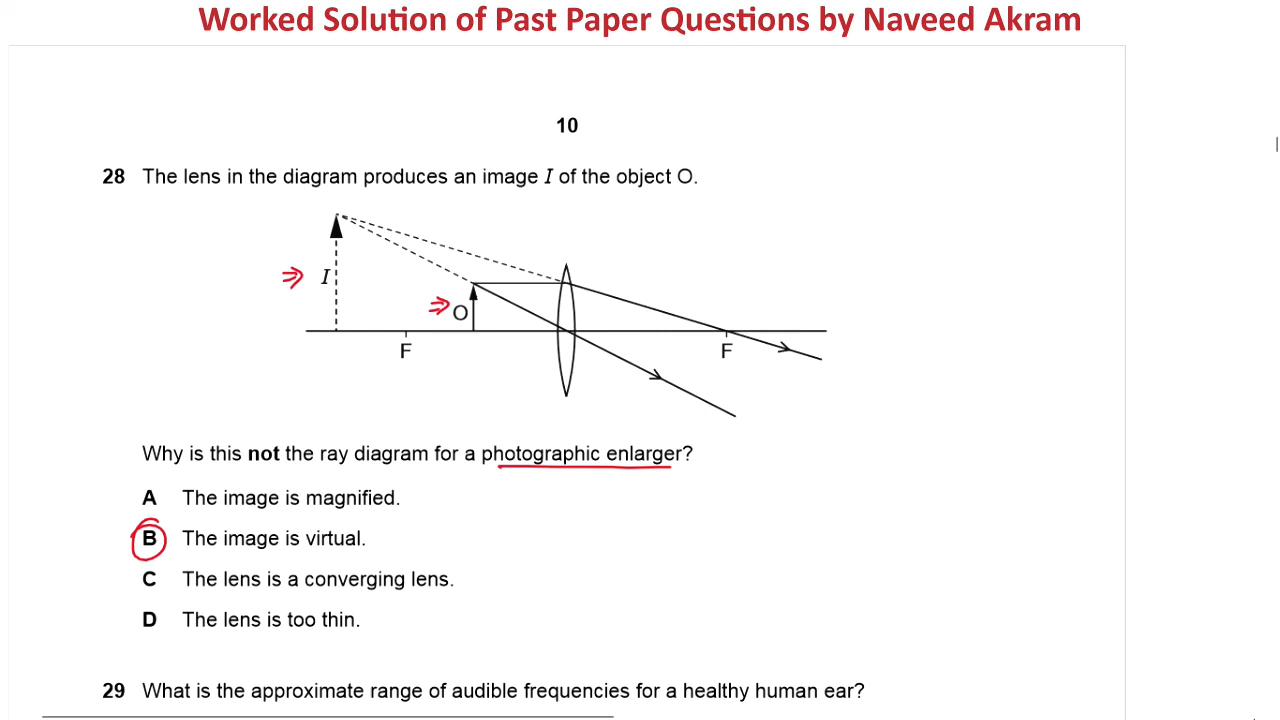 Worked Solution of Past Paper Questions by Naveed Akram
10
28 The lens in the diagram produces an image I of the object O.
I
O
F
F
Why is this not the ray diagram for a photographic enlarger?
A The image is magnified.
B The image is virtual.
C The lens is a converging lens.
D The lens is too thin.
29 What is the approximate range of audible frequencies for a healthy human ear?